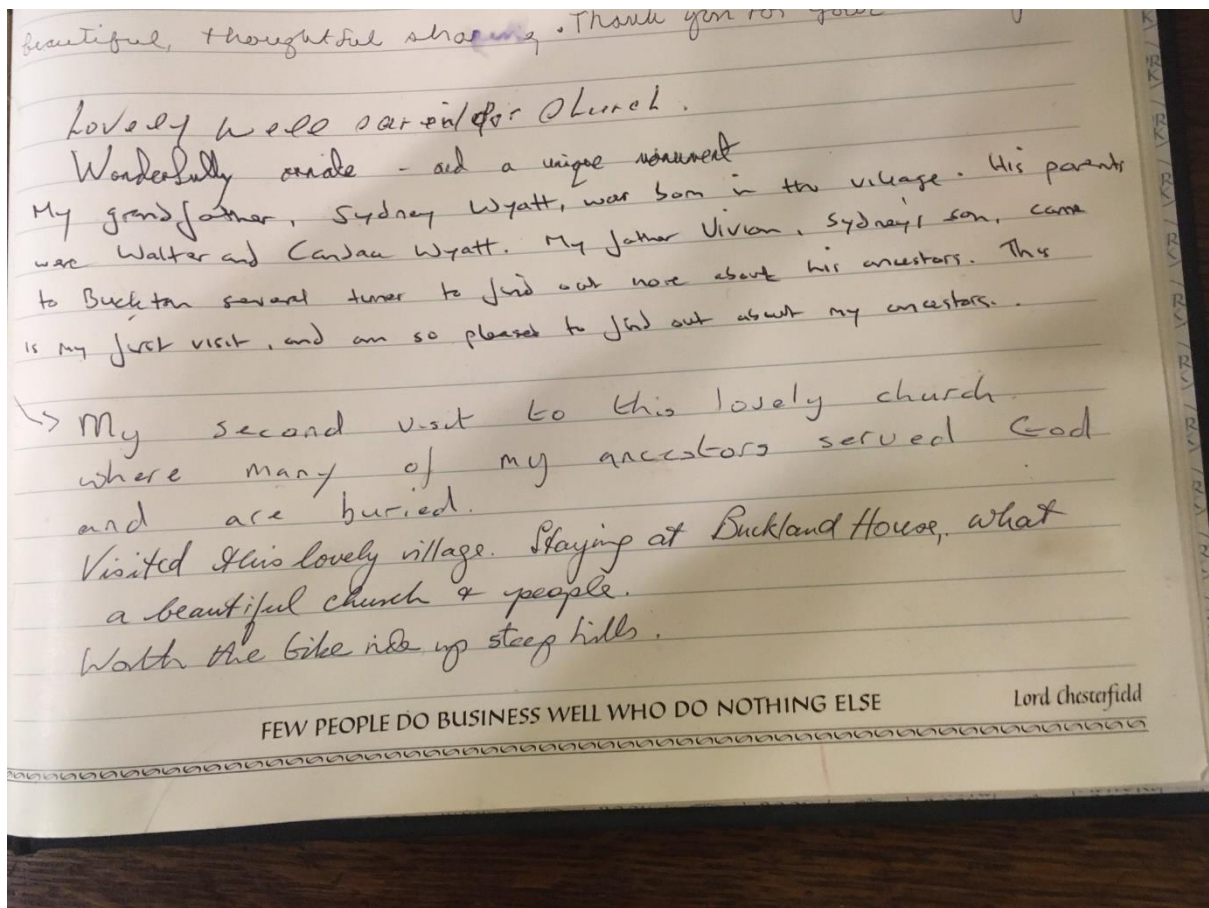 beautiful, thoughtful sharing. Thank you for your
Lovely well cared for Church.
Wonderfully ornate - and a unique monument
My grandfather, Sydney Wyatt, was born in the village. His parents
were Walter and Candace Wyatt. My father Vivian, Sydney's son, came
to Buckton several times to find out more about his ancestors. This
is my first visit, and am so pleased to find out about my ancestors..
↳ My second visit to this lovely church
where many of my ancestors served God
and are buried.
Visited this lovely village. Staying at Buckland House, what
a beautiful church & people.
Worth the bike ride up steep hills.
FEW PEOPLE DO BUSINESS WELL WHO DO NOTHING ELSE Lord Chesterfield